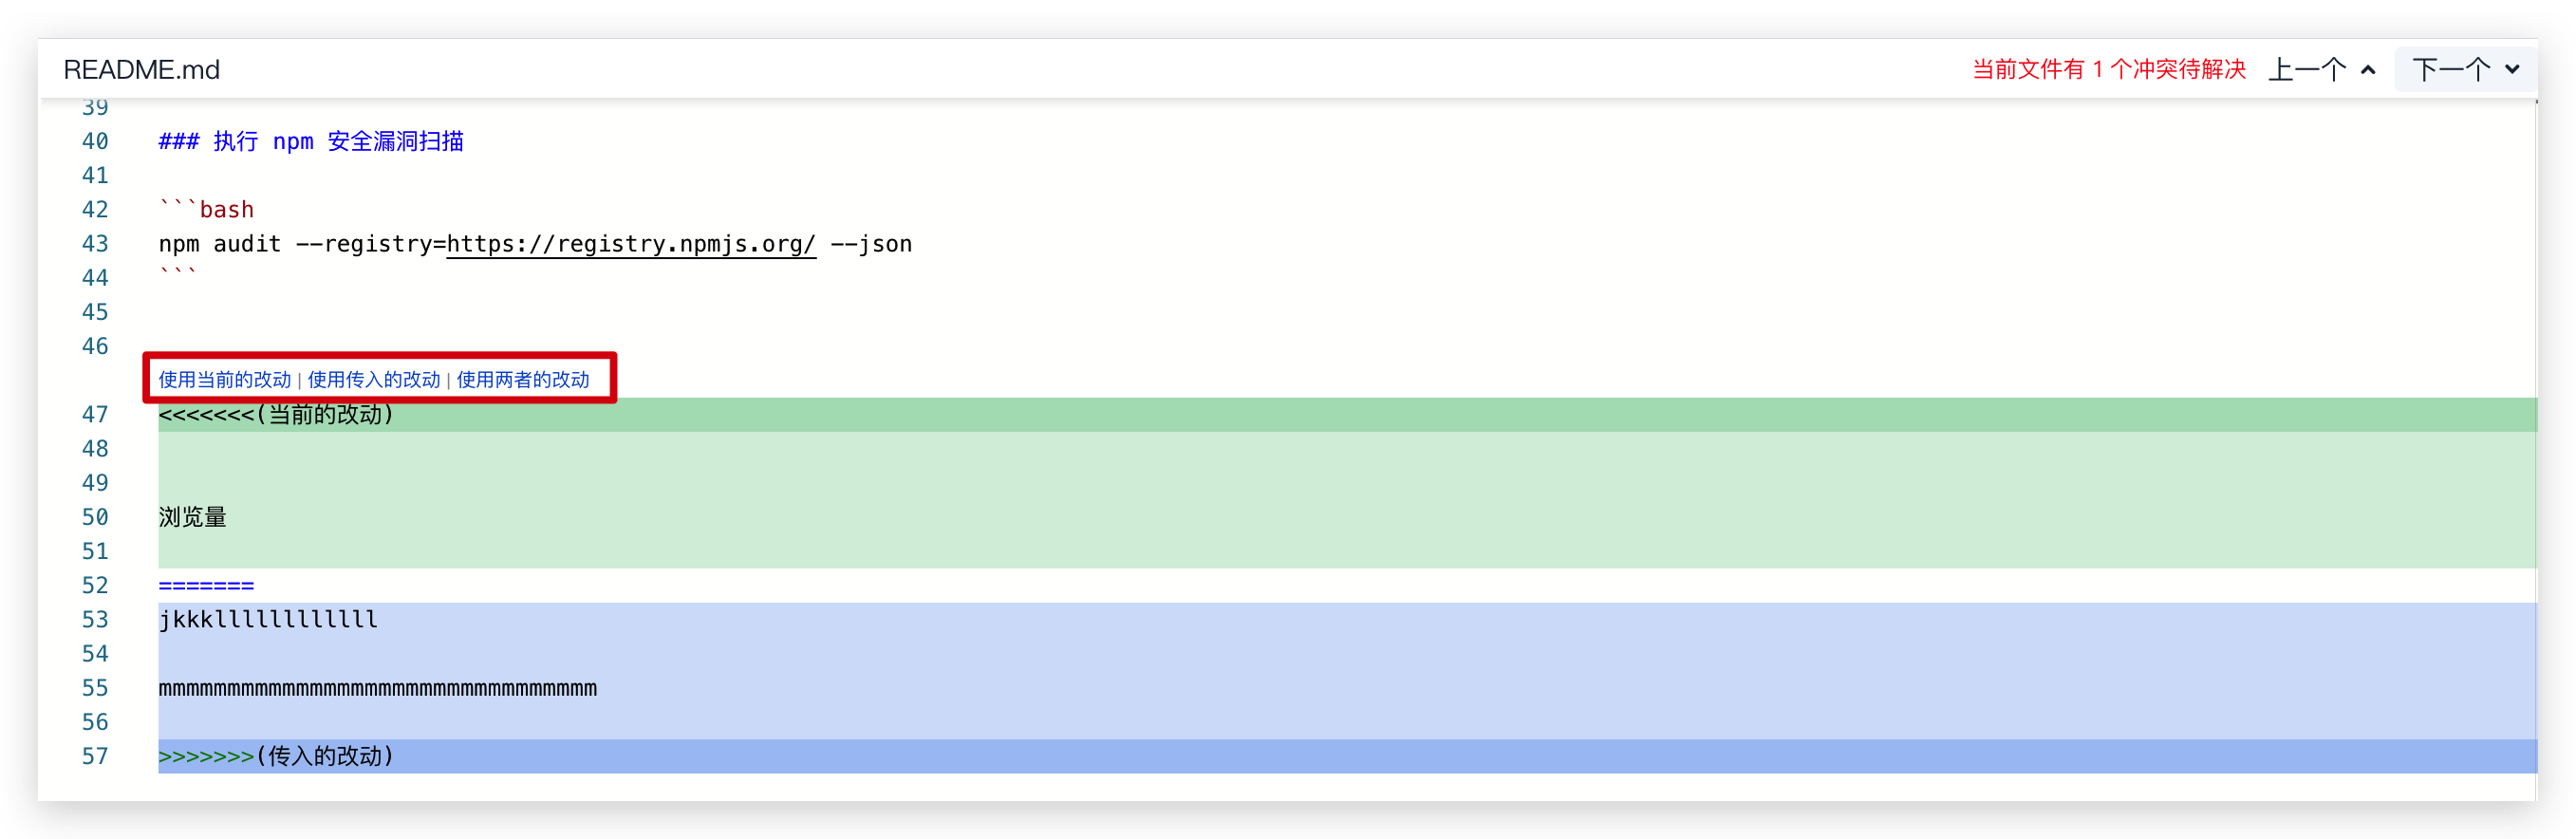 README.md 当前文件有 1 个冲突待解决 上一个 下一个
39
40 ### 执行 npm 安全漏洞扫描
41
42 ```bash
43 npm audit --registry=https://registry.npmjs.org/ --json
44 ```
45
46
使用当前的改动 | 使用传入的改动 | 使用两者的改动
47 <<<<<<<(当前的改动)
48
49
50 浏览量
51
52 =======
53 jkkkllllllllllll
54
55 mmmmmmmmmmmmmmmmmmmmmmmmmmmmmmmm
56
57 >>>>>>>(传入的改动)